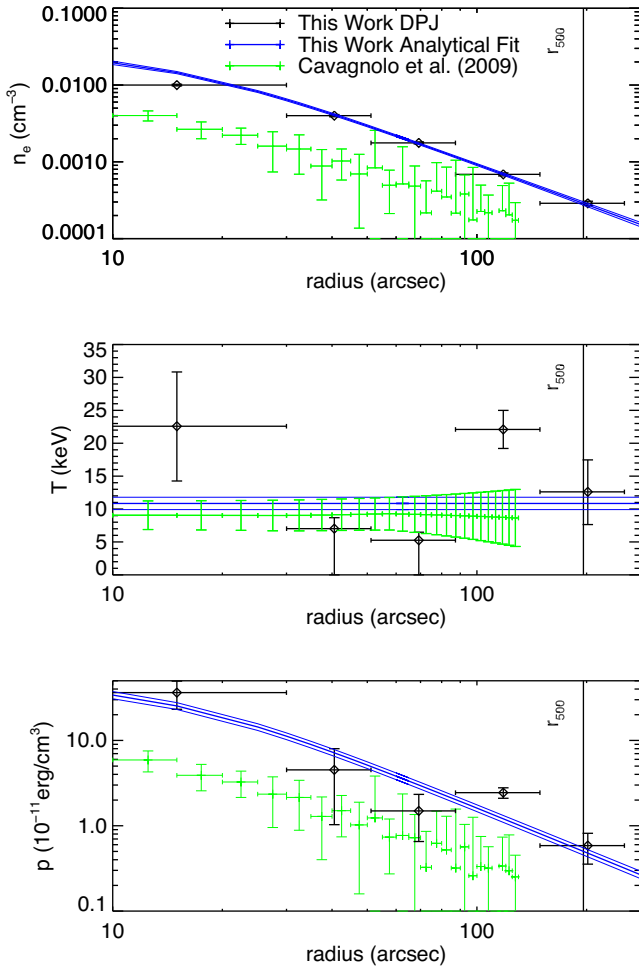 This Work DPJ
This Work Analytical Fit
Cavagnolo et al. (2009)
r500
0.1000
0.0100
0.0010
0.0001
ne (cm−3)
10
100
radius (arcsec)
r500
35
30
25
20
15
10
5
0
T (keV)
10
100
radius (arcsec)
r500
10.0
1.0
0.1
p (10−11 erg/cm3)
10
100
radius (arcsec)